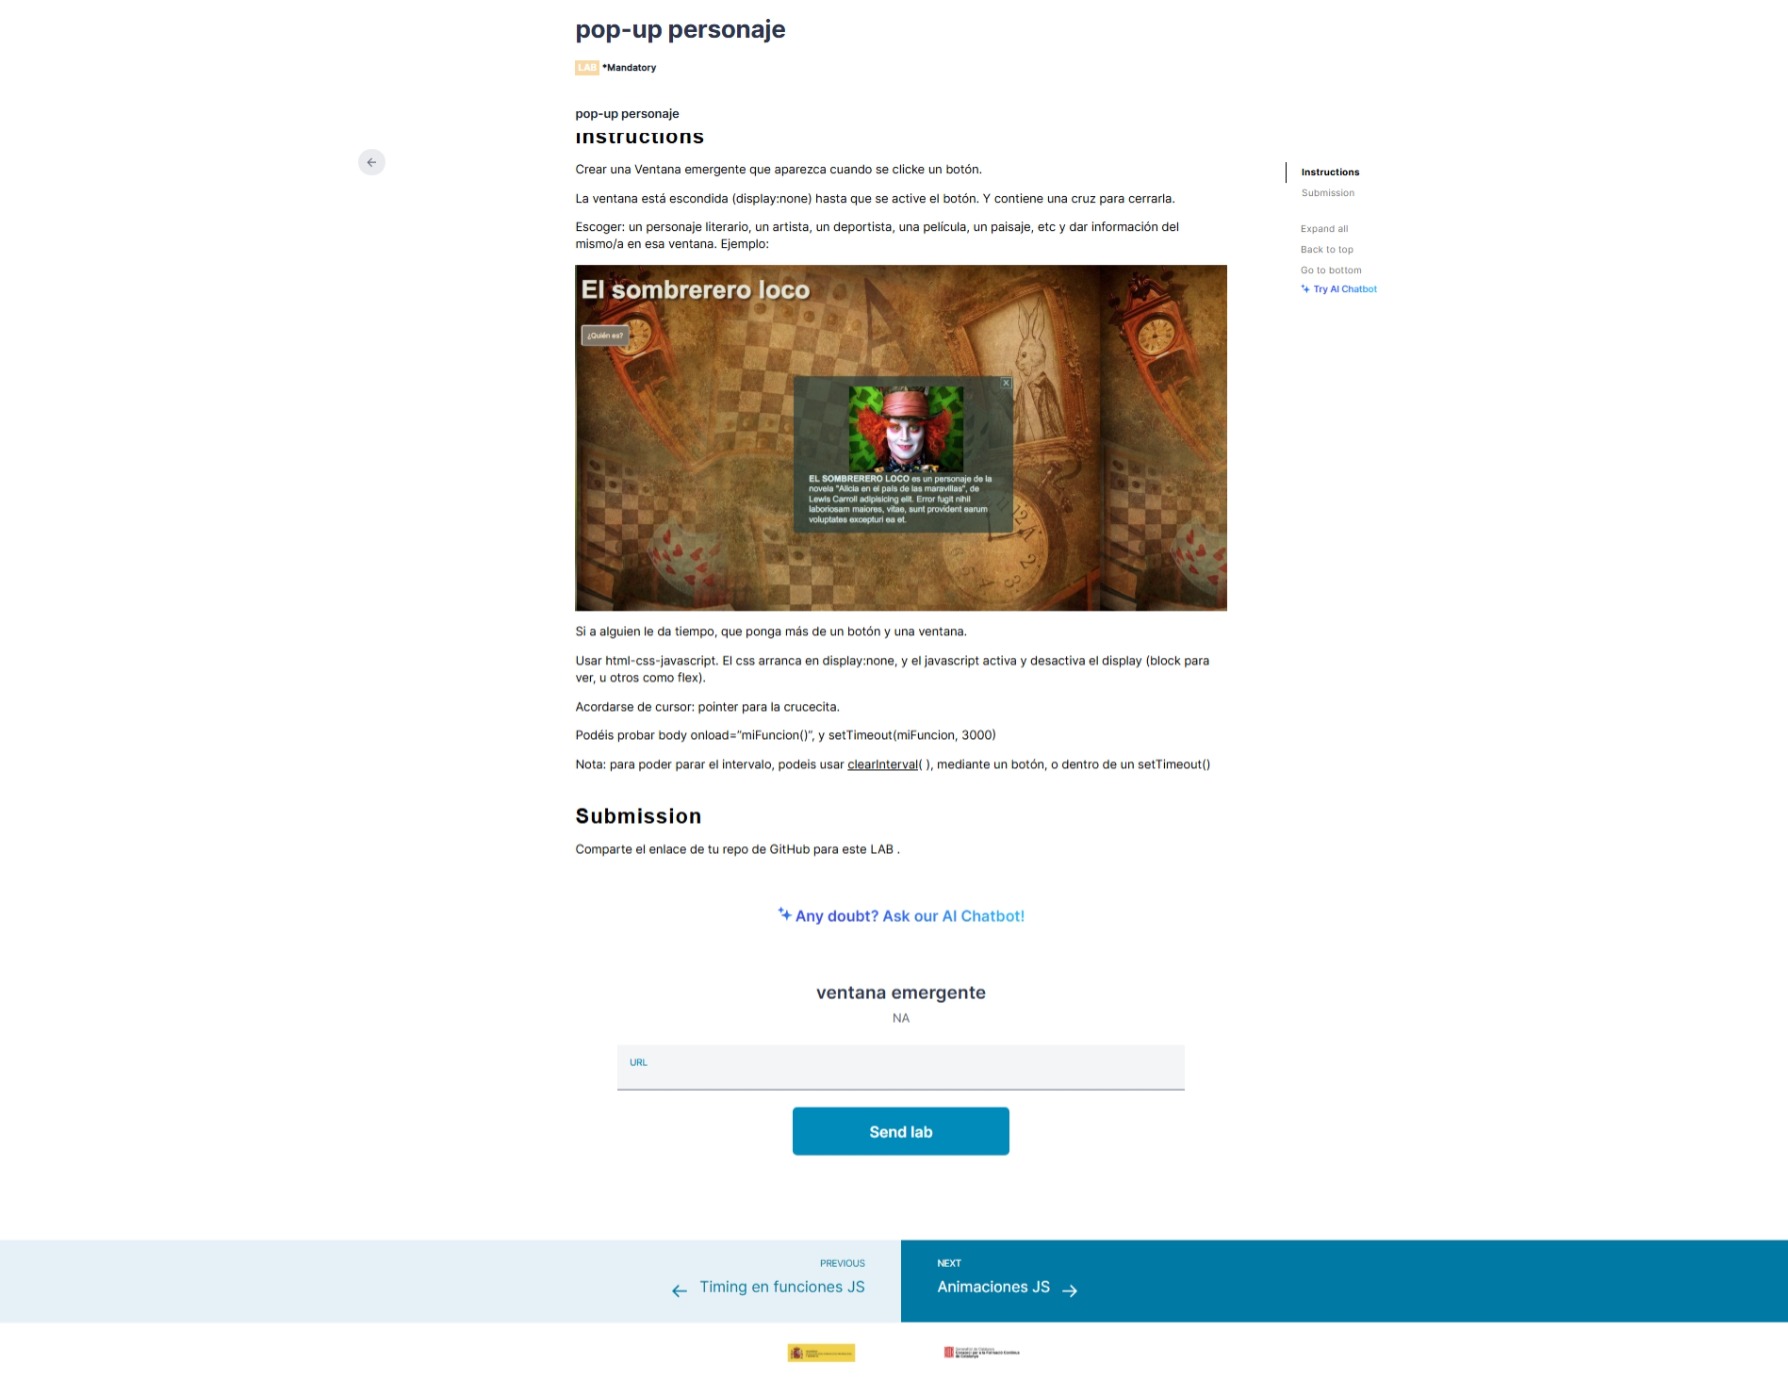 pop-up personaje
LAB *Mandatory
pop-up personaje
Instructions
Crear una Ventana emergente que aparezca cuando se clicke un botón.
La ventana está escondida (display:none) hasta que se active el botón. Y contiene una cruz para cerrarla.
Escoger: un personaje literario, un artista, un deportista, una película, un paisaje, etc y dar información del
mismo/a en esa ventana. Ejemplo:
El sombrerero loco
¿Quién es?
X
EL SOMBRERERO LOCO es un personaje de la
novela "Alicia en el país de las maravillas", de
Lewis Carroll adipisicing elit. Error fugit nihil
laboriosam maiores, vitae, sunt provident earum
voluptates excepturi ea et.
Si a alguien le da tiempo, que ponga más de un botón y una ventana.
Usar html-css-javascript. El css arranca en display:none, y el javascript activa y desactiva el display (block para
ver, u otros como flex).
Acordarse de cursor: pointer para la crucecita.
Podéis probar body onload="miFuncion()", y setTimeout(miFuncion, 3000)
Nota: para poder parar el intervalo, podeis usar clearInterval( ), mediante un botón, o dentro de un setTimeout()
Submission
Comparte el enlace de tu repo de GitHub para este LAB .
Any doubt? Ask our AI Chatbot!
ventana emergente
NA
URL
Send lab
Instructions
Submission
Expand all
Back to top
Go to bottom
Try AI Chatbot
PREVIOUS
Timing en funciones JS
NEXT
Animaciones JS